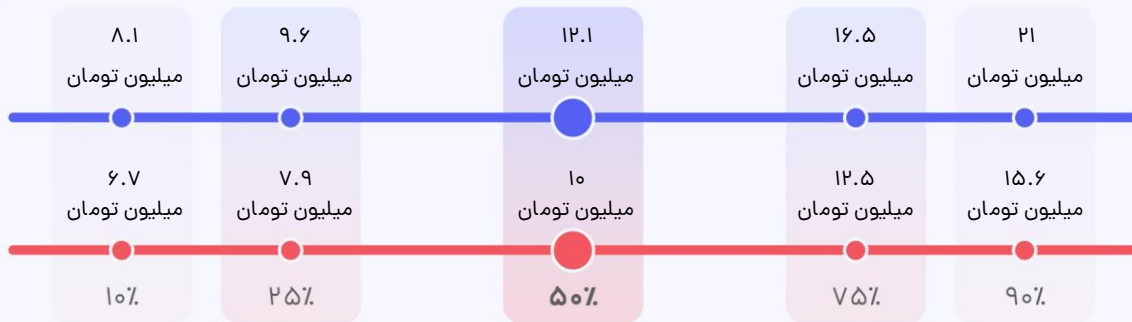 ۸.۱ ۹.۶ ۱۲.۱ ۱۶.۵ ۲۱
میلیون تومان میلیون تومان میلیون تومان میلیون تومان میلیون تومان
۶.۷ ۷.۹ ۱۰ ۱۲.۵ ۱۵.۶
میلیون تومان میلیون تومان میلیون تومان میلیون تومان میلیون تومان
۱۰٪ ۲۵٪ ۵۰٪ ۷۵٪ ۹۰٪